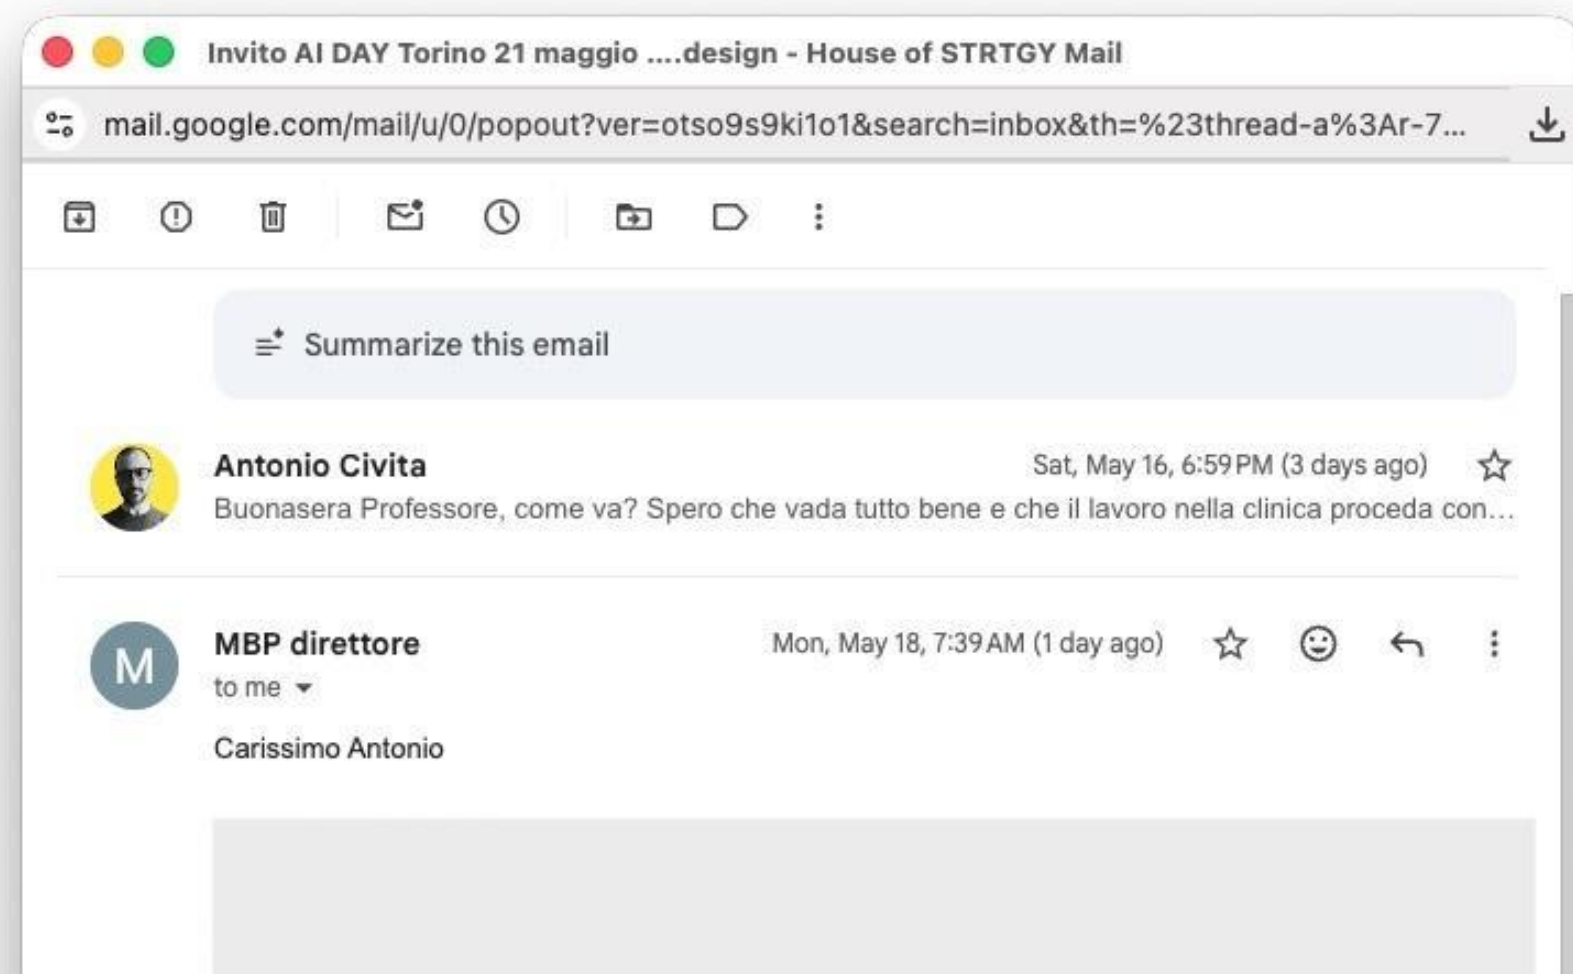 Invito AI DAY Torino 21 maggio ....design - House of STRTGY Mail
mail.google.com/mail/u/0/popout?ver=otso9s9ki1o1&search=inbox&th=%23thread-a%3Ar-7...
Summarize this email
Antonio Civita
Sat, May 16, 6:59 PM (3 days ago)
Buonasera Professore, come va? Spero che vada tutto bene e che il lavoro nella clinica proceda con...
M
MBP direttore
Mon, May 18, 7:39 AM (1 day ago)
to me
Carissimo Antonio